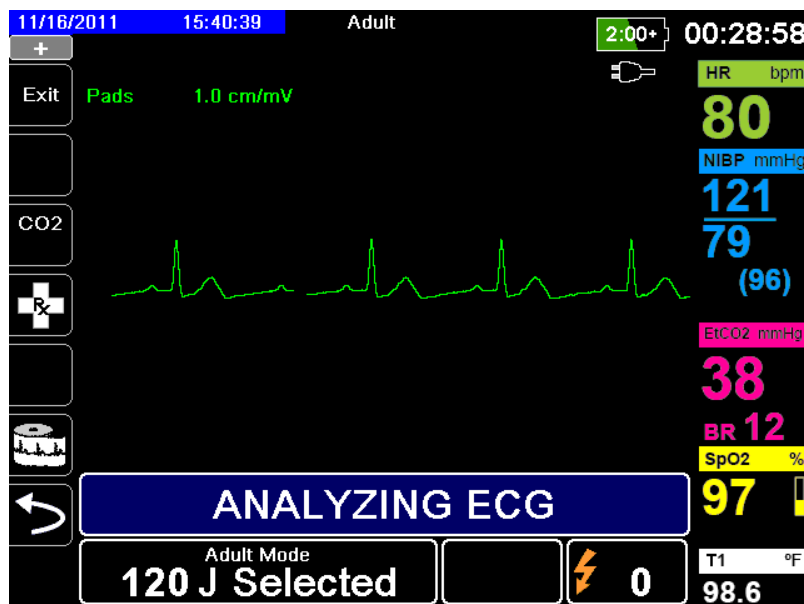 11/16/2011 15:40:39 Adult 2:00+ 00:28:58
+
Exit
Pads 1.0 cm/mV
HR bpm
80
NIBP mmHg
121
79
(96)
CO2
Rx
EtCO2 mmHg
38
BR 12
SpO2 %
97
ANALYZING ECG
Adult Mode
120 J Selected
0
T1 ºF
98.6